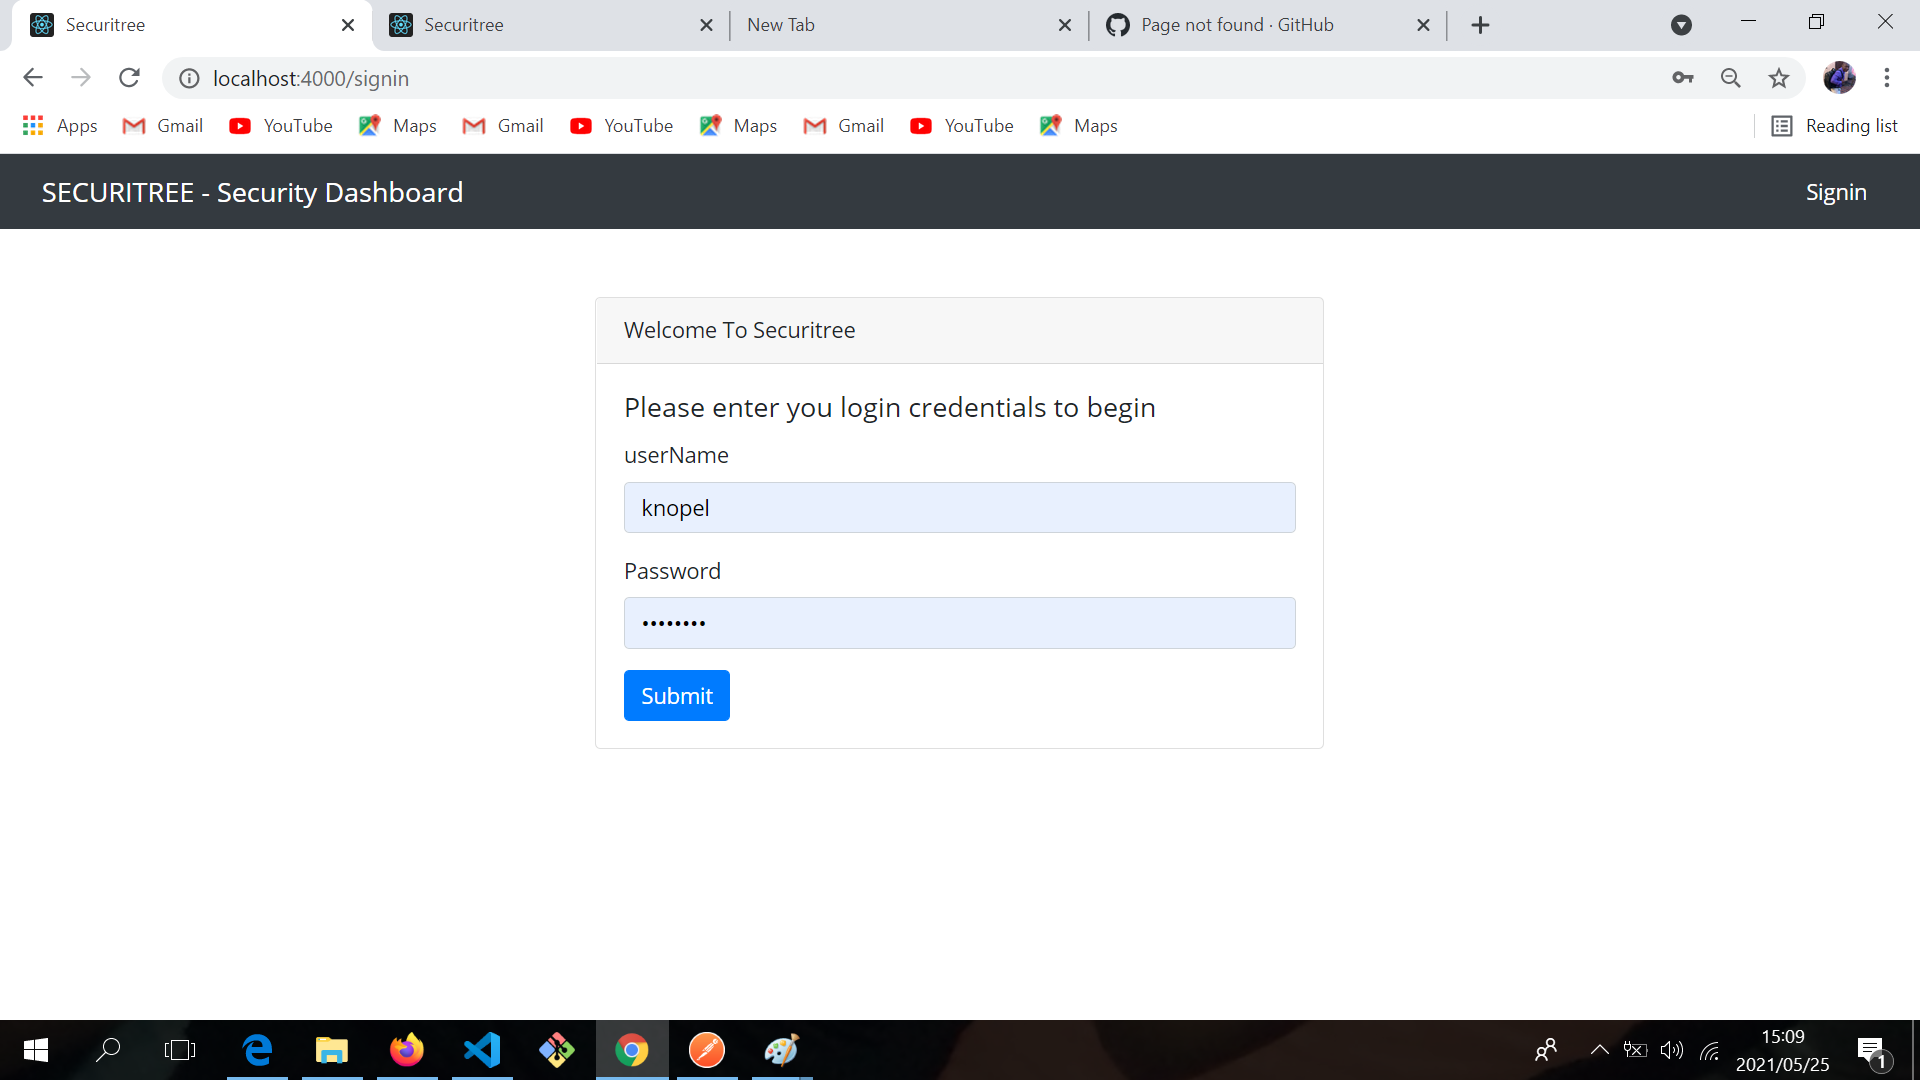 Securitree
Securitree
New Tab
Page not found · GitHub
localhost:4000/signin
Apps Gmail YouTube Maps Gmail YouTube Maps Gmail YouTube Maps Reading list
SECURITREE - Security Dashboard
Signin
Welcome To Securitree
Please enter you login credentials to begin
userName
knopel
Password
••••••••
Submit
15:09
2021/05/25
1